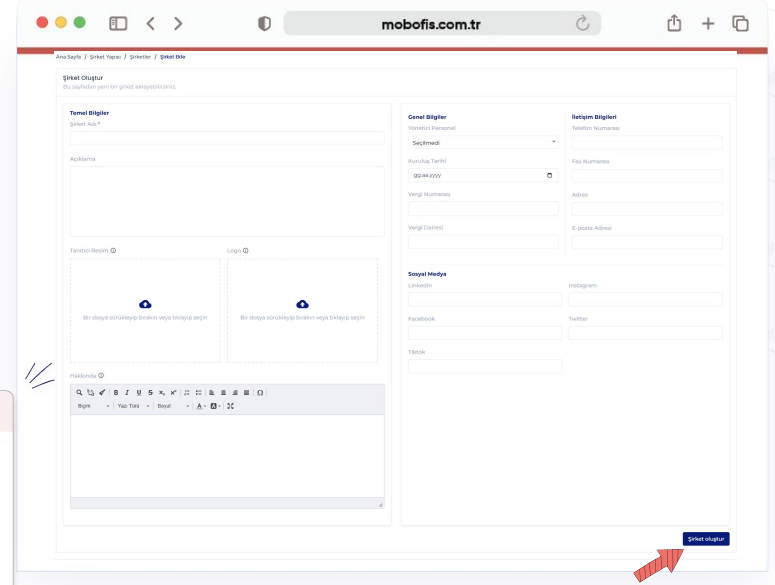 mobofis.com.tr
Ana Sayfa / Şirket Yapısı / Şirketler / Şirket Ekle
Şirket Oluştur
Bu sayfadan yeni bir şirket ekleyebilirsiniz.
Temel Bilgiler
Şirket Adı *
Açıklama
Tanıtıcı Resim
Logo
Bir dosya sürükleyip bırakın veya tıklayıp seçin
Bir dosya sürükleyip bırakın veya tıklayıp seçin
Hakkında
Biçim
Yazı Türü
Boyut
Genel Bilgiler
Yönetici Personel
Seçilmedi
Kuruluş Tarihi
gg.aa.yyyy
Vergi Numarası
Vergi Dairesi
İletişim Bilgileri
Telefon Numarası
Fax Numarası
Adres
E-posta Adresi
Sosyal Medya
Linkedin
Instagram
Facebook
Twitter
Tiktok
Şirket oluştur